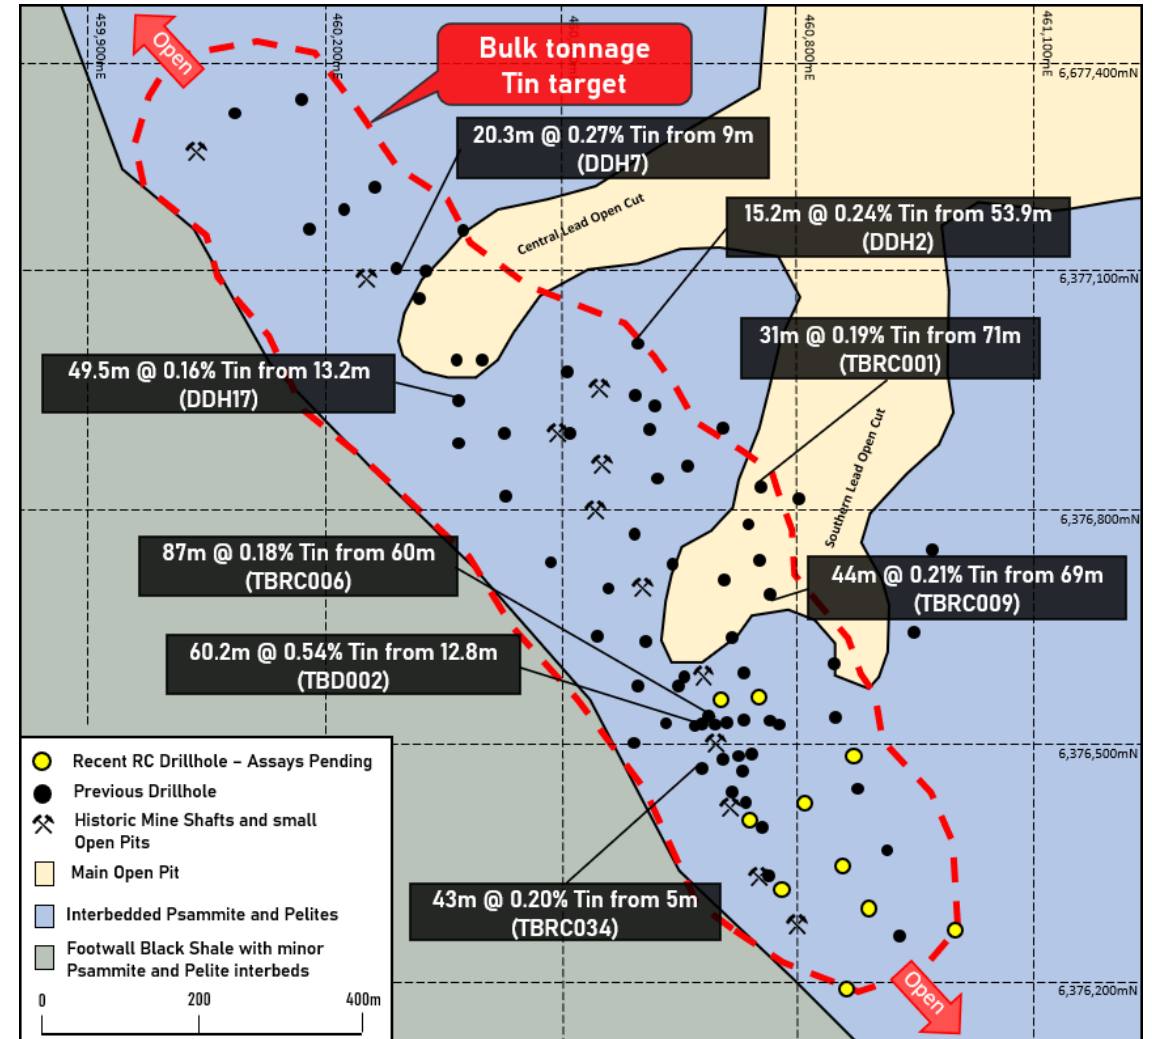 459,900mE
460,200mE
460,800mE
461,100mE
Open
Bulk tonnage
Tin target
6,677,400mN
20.3m @ 0.27% Tin from 9m
(DDH7)
Central Lead Open Cut
15.2m @ 0.24% Tin from 53.9m
(DDH2)
6,377,100mN
31m @ 0.19% Tin from 71m
(TBRC001)
49.5m @ 0.16% Tin from 13.2m
(DDH17)
Southern Lead Open Cut
6,376,800mN
87m @ 0.18% Tin from 60m
(TBRC006)
44m @ 0.21% Tin from 69m
(TBRC009)
60.2m @ 0.54% Tin from 12.8m
(TBD002)
6,376,500mN
43m @ 0.20% Tin from 5m
(TBRC034)
Open
6,376,200mN
Recent RC Drillhole – Assays Pending
Previous Drillhole
Historic Mine Shafts and small
Open Pits
Main Open Pit
Interbedded Psammite and Pelites
Footwall Black Shale with minor
Psammite and Pelite interbeds
0 200 400m